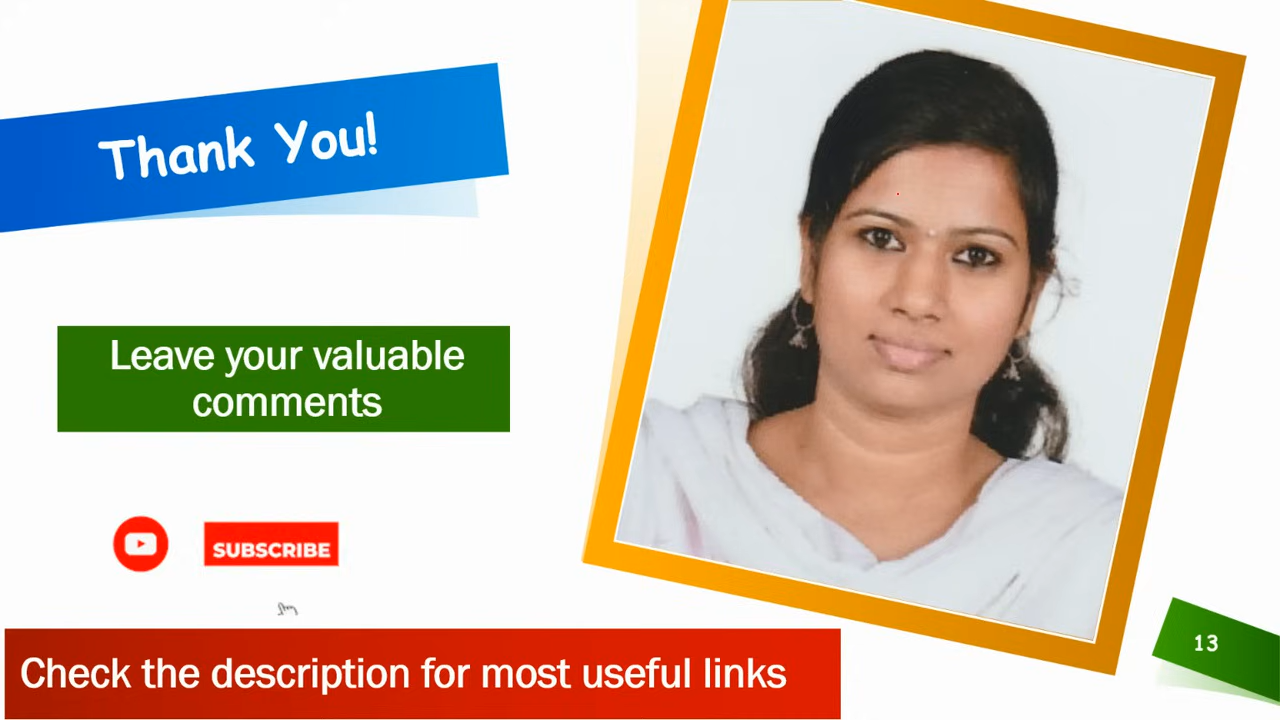 Thank You!
Leave your valuable
comments
SUBSCRIBE
Check the description for most useful links
13